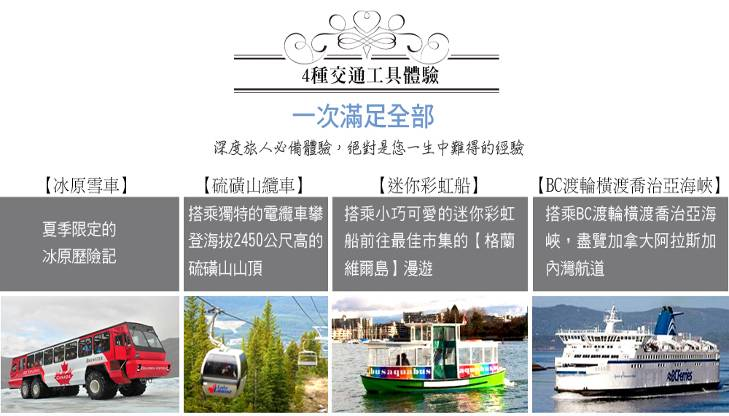 4種交通工具體驗
一次滿足全部
深度旅人必備體驗，絕對是您一生中難得的經驗
【冰原雪車】
夏季限定的
冰原歷險記
【硫磺山纜車】
搭乘獨特的電纜車攀
登海拔2450公尺高的
硫磺山山頂
【迷你彩虹船】
搭乘小巧可愛的迷你彩虹
船前往最佳市集的【格蘭
維爾島】漫遊
【BC渡輪橫渡喬治亞海峽】
搭乘BC渡輪橫渡喬治亞海
峽，盡覽加拿大阿拉斯加
內灣航道
CANADA
Lake
Louise
busaquabus
BCFerries